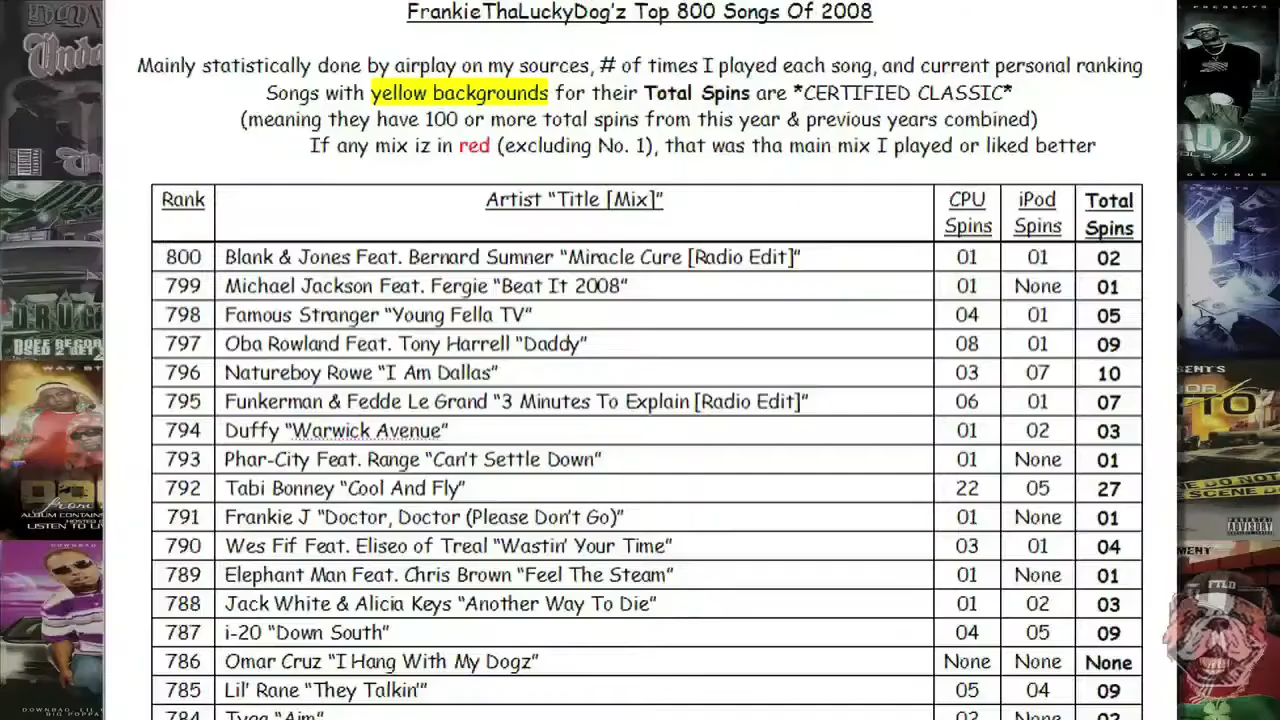 FrankieThaLuckyDog'z Top 800 Songs Of 2008
Mainly statistically done by airplay on my sources, # of times I played each song, and current personal ranking
Songs with yellow backgrounds for their Total Spins are *CERTIFIED CLASSIC*
(meaning they have 100 or more total spins from this year & previous years combined)
If any mix iz in red (excluding No. 1), that was tha main mix I played or liked better
Rank Artist "Title [Mix]" CPU Spins iPod Spins Total Spins
800 Blank & Jones Feat. Bernard Sumner "Miracle Cure [Radio Edit]" 01 01 02
799 Michael Jackson Feat. Fergie "Beat It 2008" 01 None 01
798 Famous Stranger "Young Fella TV" 04 01 05
797 Oba Rowland Feat. Tony Harrell "Daddy" 08 01 09
796 Natureboy Rowe "I Am Dallas" 03 07 10
795 Funkerman & Fedde Le Grand "3 Minutes To Explain [Radio Edit]" 06 01 07
794 Duffy "Warwick Avenue" 01 02 03
793 Phar-City Feat. Range "Can't Settle Down" 01 None 01
792 Tabi Bonney "Cool And Fly" 22 05 27
791 Frankie J "Doctor, Doctor (Please Don't Go)" 01 None 01
790 Wes Fif Feat. Eliseo of Treal "Wastin' Your Time" 03 01 04
789 Elephant Man Feat. Chris Brown "Feel The Steam" 01 None 01
788 Jack White & Alicia Keys "Another Way To Die" 01 02 03
787 i-20 "Down South" 04 05 09
786 Omar Cruz "I Hang With My Dogz" None None None
785 Lil' Rane "They Talkin'" 05 04 09
784 Tyga "Aim" 02 None 02